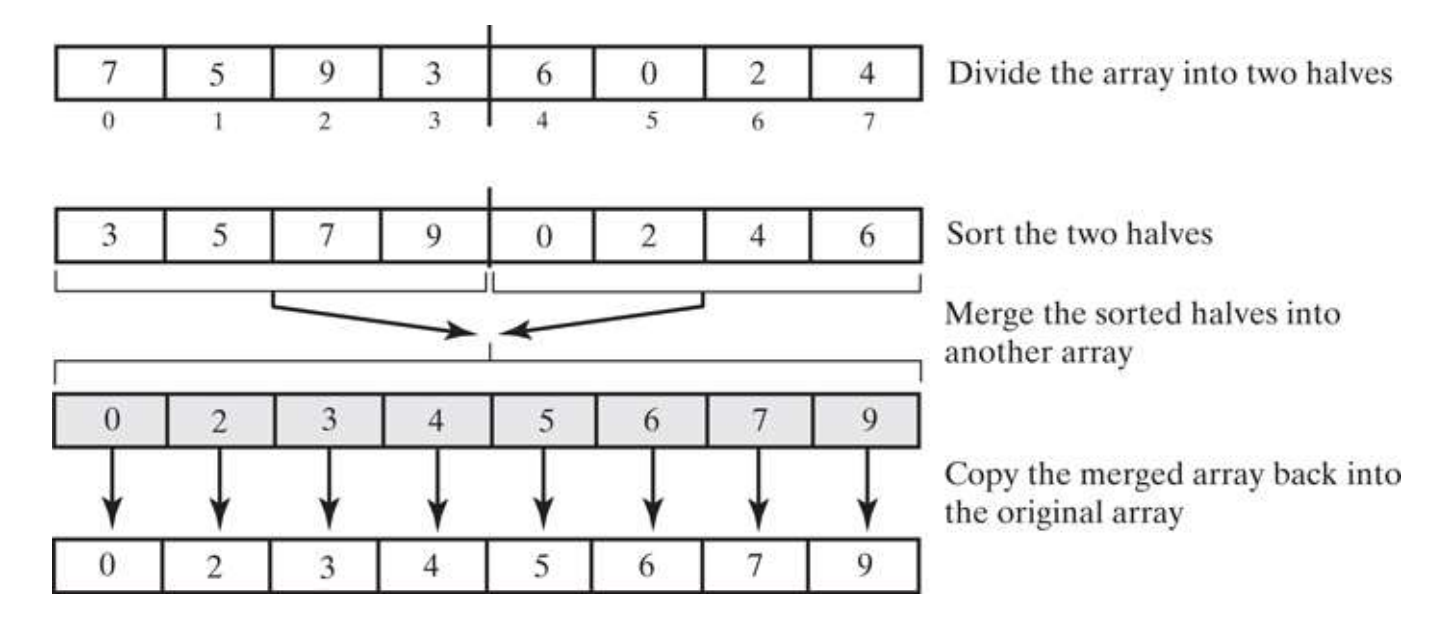 7 5 9 3 6 0 2 4 Divide the array into two halves
0 1 2 3 4 5 6 7
3 5 7 9 0 2 4 6 Sort the two halves
Merge the sorted halves into
another array
0 2 3 4 5 6 7 9
Copy the merged array back into
the original array
0 2 3 4 5 6 7 9